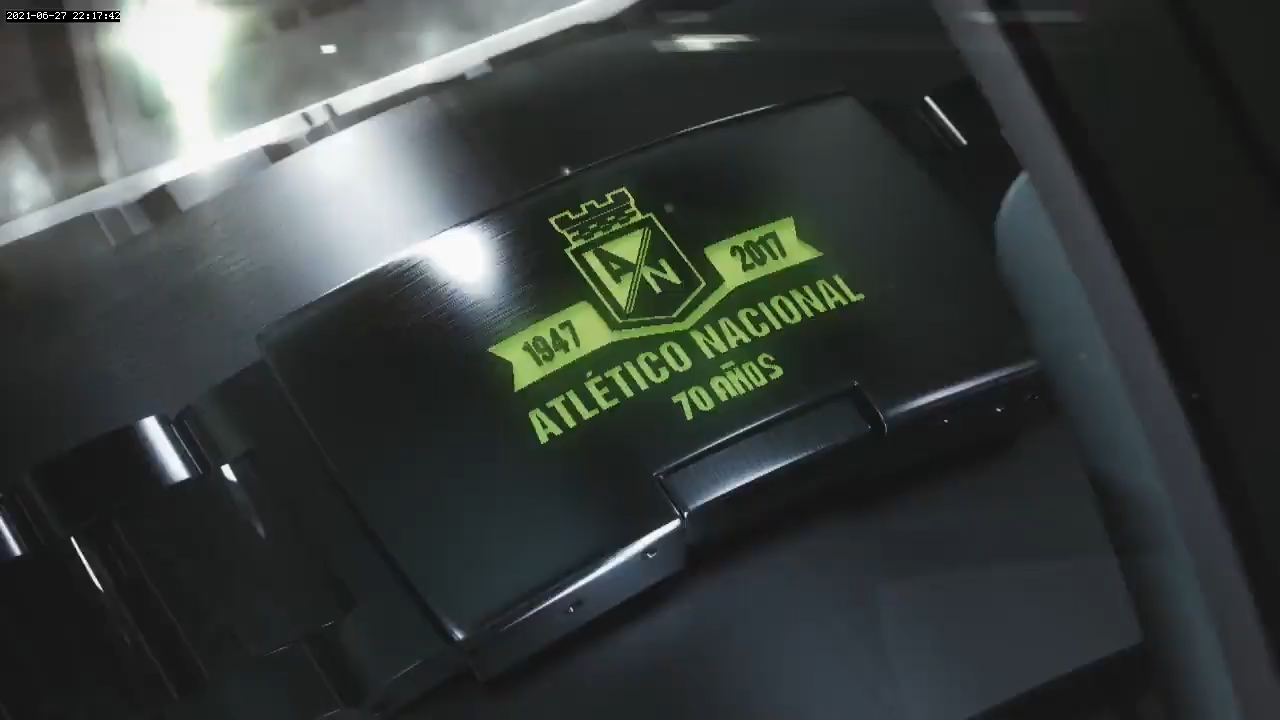 2021-06-27 22:17:42
AN
1947
2017
ATLÉTICO NACIONAL
70 AÑOS